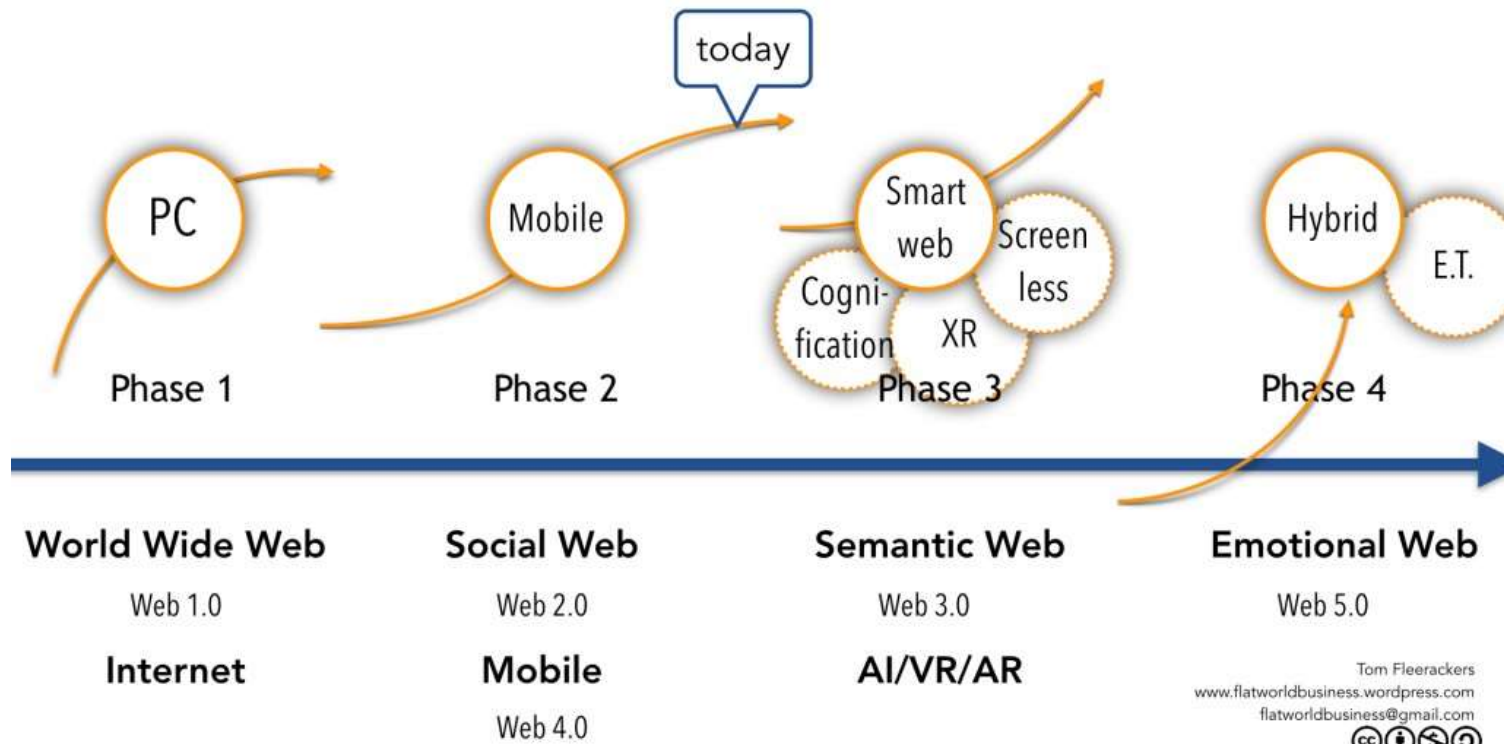 today
PC
Mobile
Smart
web
Screen
less
Cogni-
fication
XR
Hybrid
E.T.
Phase 1
Phase 2
Phase 3
Phase 4
World Wide Web
Social Web
Semantic Web
Emotional Web
Web 1.0
Web 2.0
Web 3.0
Web 5.0
Internet
Mobile
AI/VR/AR
Web 4.0
Tom Fleerackers
www.flatworldbusiness.wordpress.com
flatworldbusiness@gmail.com
cc